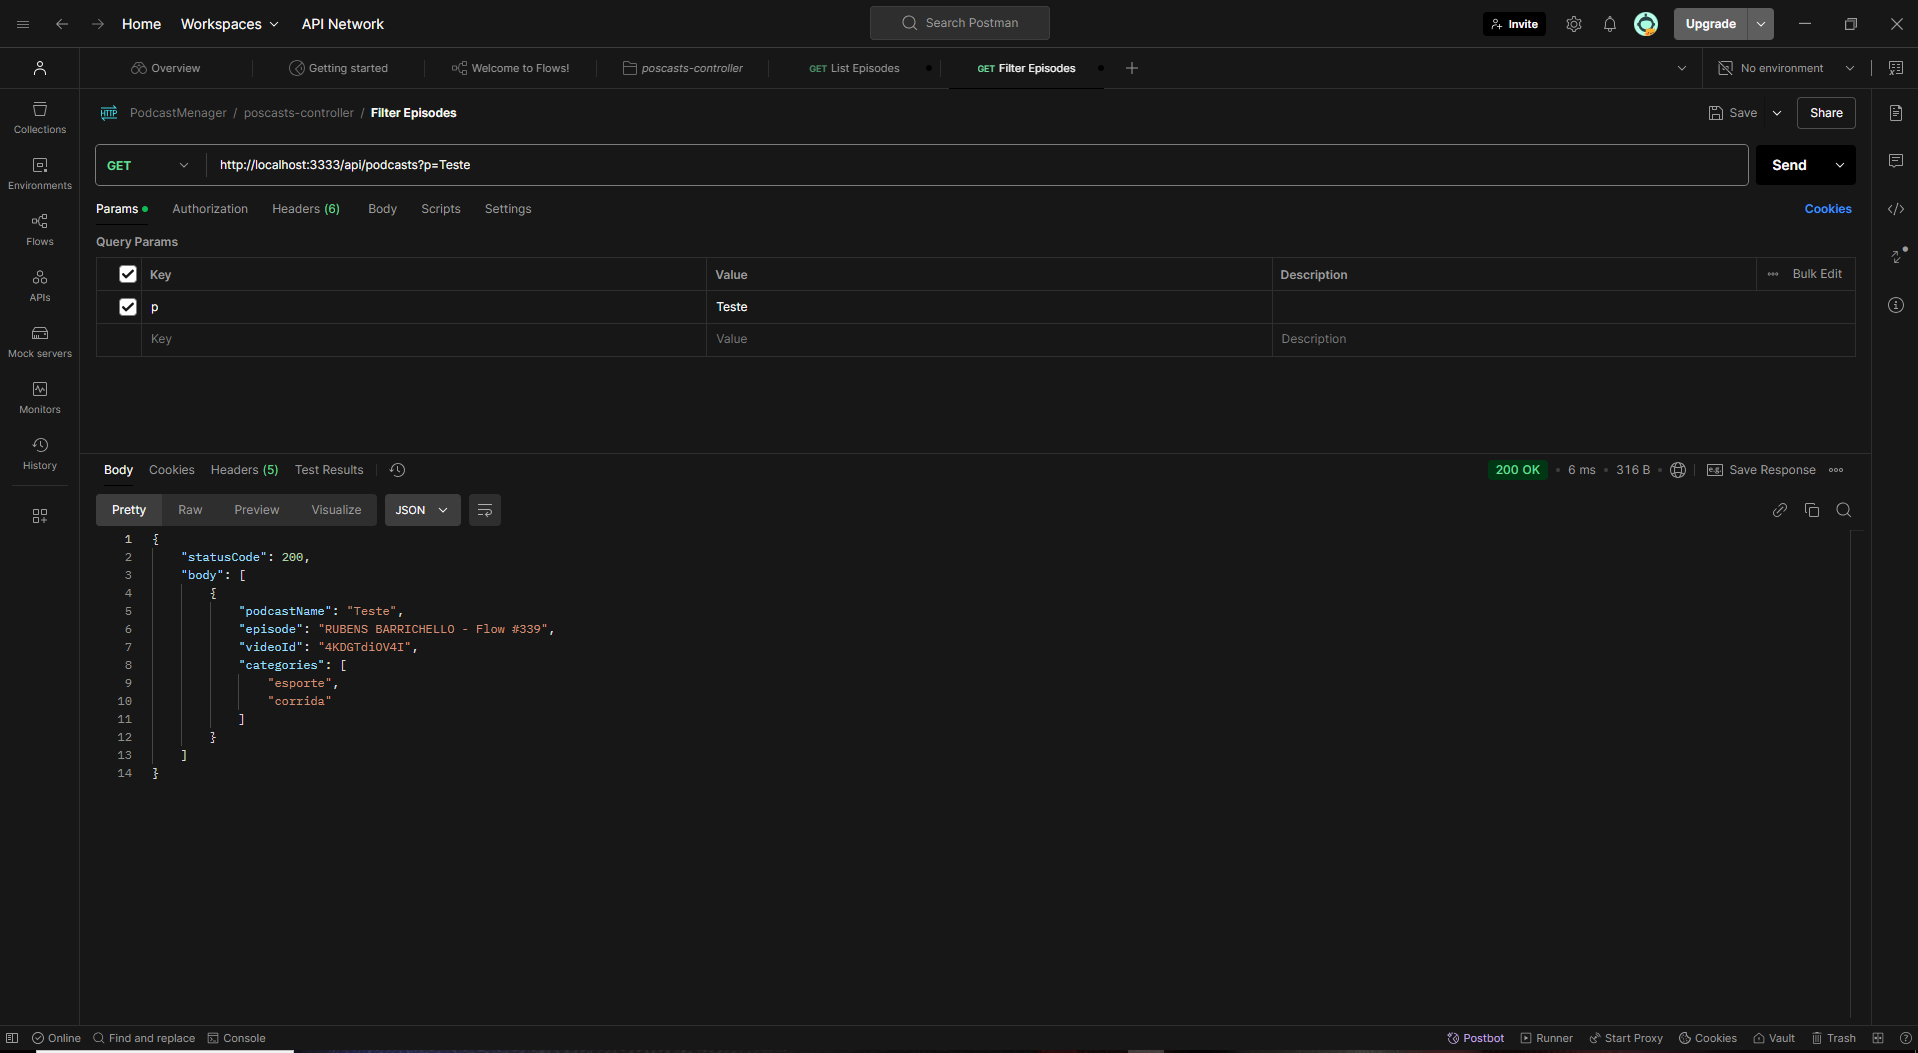 Home Workspaces API Network Search Postman Invite Upgrade
Overview Getting started Welcome to Flows! poscasts-controller GET List Episodes GET Filter Episodes No environment
PodcastMenager / poscasts-controller / Filter Episodes Save Share
HTTP
GET http://localhost:3333/api/podcasts?p=Teste Send
Params Authorization Headers (6) Body Scripts Settings Cookies
Query Params
Key Value Description Bulk Edit
p Teste
Key Value Description
Collections
Environments
Flows
APIs
Mock servers
Monitors
History
Body Cookies Headers (5) Test Results 200 OK 6 ms 316 B e.g. Save Response
Pretty Raw Preview Visualize JSON
1 {
2 "statusCode": 200,
3 "body": [
4 {
5 "podcastName": "Teste",
6 "episode": "RUBENS BARRICHELLO - Flow #339",
7 "videoId": "4KDGTdiOV4I",
8 "categories": [
9 "esporte",
10 "corrida"
11 ]
12 }
13 ]
14 }
Online Find and replace Console Postbot Runner Start Proxy Cookies Vault Trash